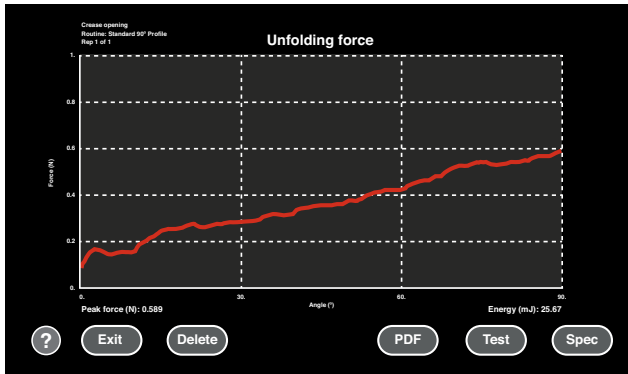 Crease opening
Routine: Standard 90° Profile
Rep 1 of 1
Unfolding force
1.
0.8
0.6
0.4
0.2
0.
Force (N)
0.
30.
60.
90.
Angle (°)
Peak force (N): 0.589
Energy (mJ): 25.67
?
Exit
Delete
PDF
Test
Spec